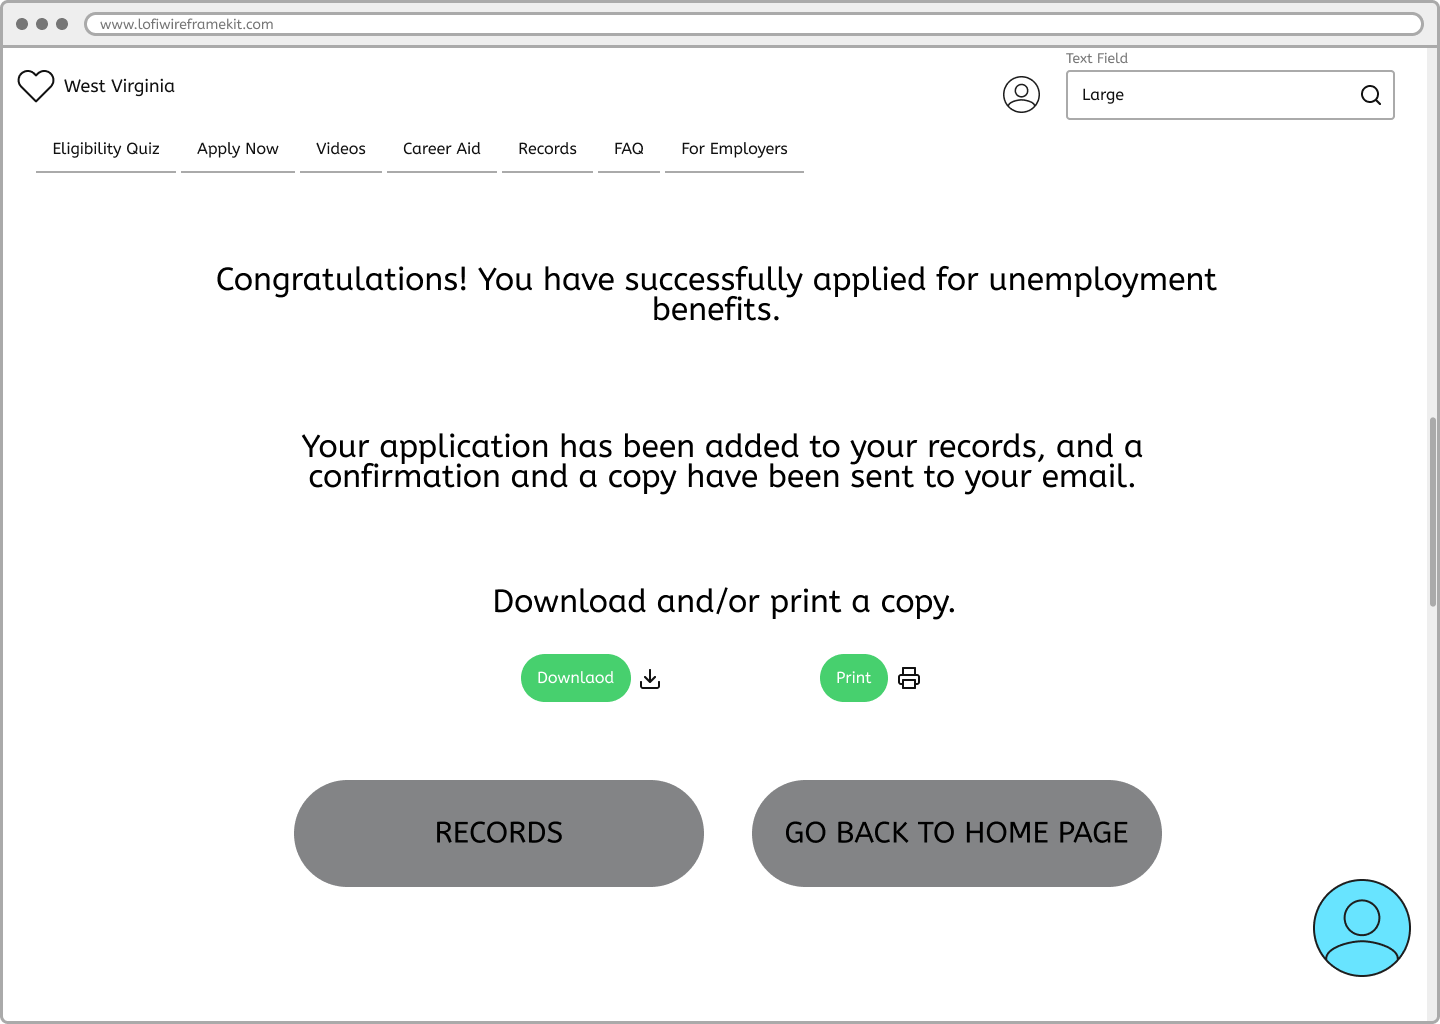 www.lofiwireframekit.com
Text Field
West Virginia
Large
Eligibility Quiz Apply Now Videos Career Aid Records FAQ For Employers
Congratulations! You have successfully applied for unemployment
benefits.
Your application has been added to your records, and a
confirmation and a copy have been sent to your email.
Download and/or print a copy.
Downlaod Print
RECORDS GO BACK TO HOME PAGE